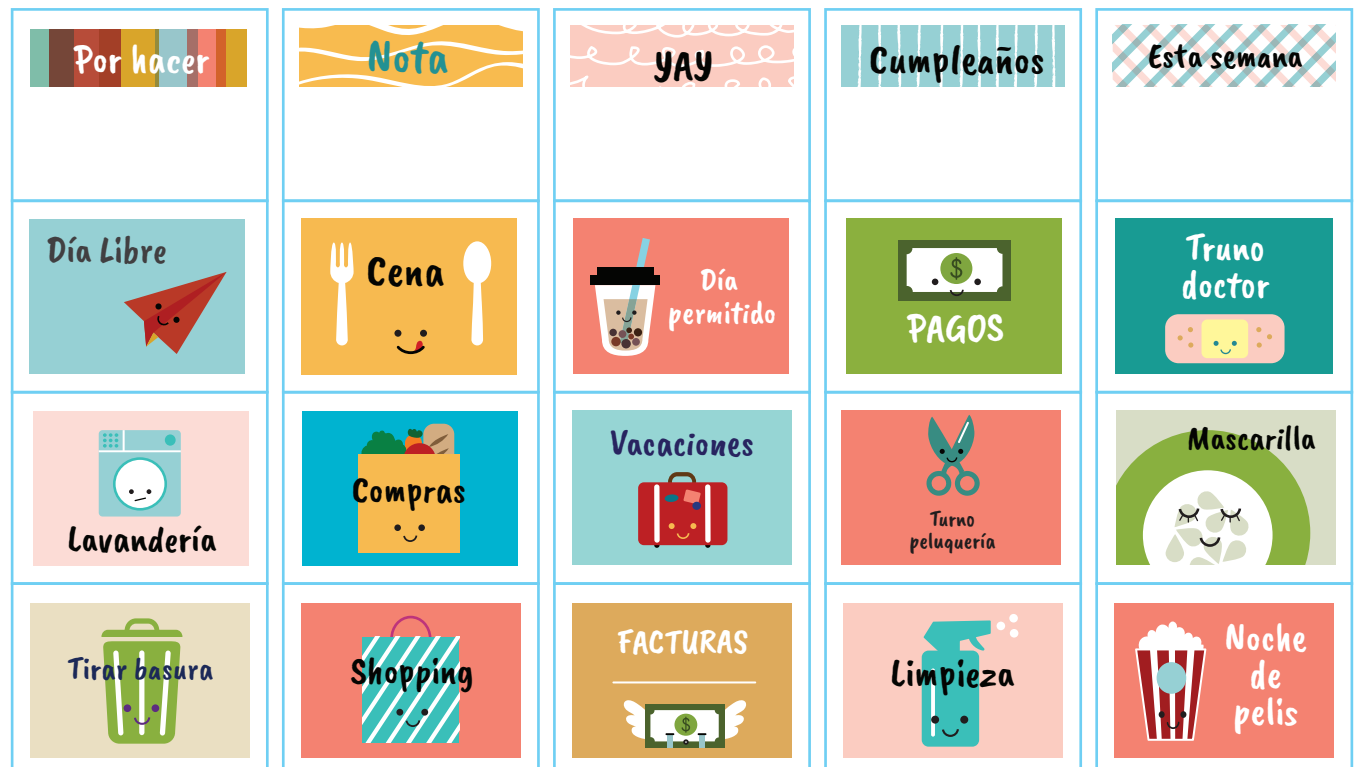 Por hacer
Nota
YAY
Cumpleaños
Esta semana
Día Libre
Cena
Día
permitido
$
PAGOS
Truno
doctor
Lavandería
Compras
Vacaciones
Turno
peluquería
Mascarilla
Tirar basura
Shopping
FACTURAS
$
Limpieza
Noche
de
pelis